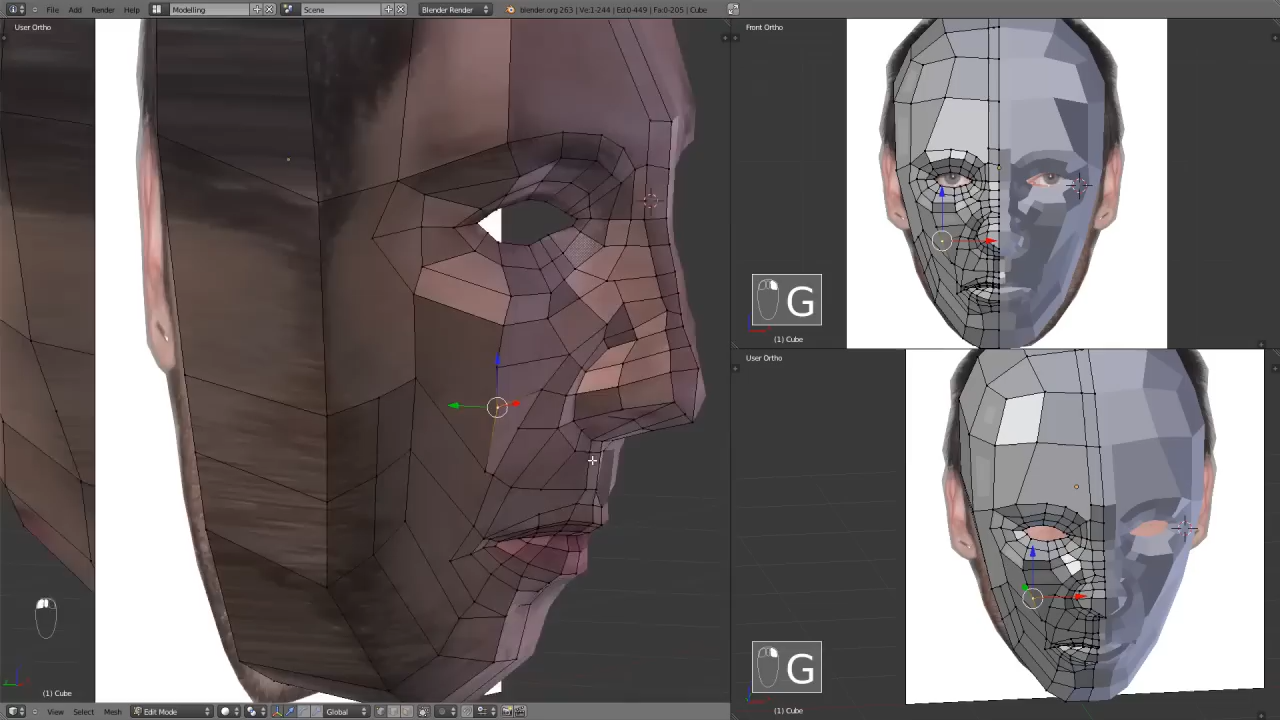 File Add Render Help Modelling Scene Blender Render blender.org 263 | Ve:1-244 | Ed:0-449 | Fa:0-205 | Cube
User Ortho
Front Ortho
G
(1) Cube
User Ortho
G
(1) Cube
(1) Cube
View Select Mesh Edit Mode Global